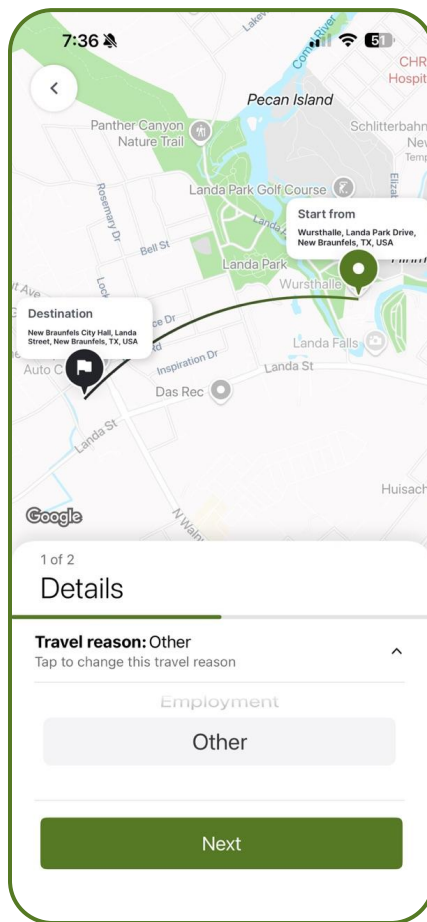 7:36
51
Comal River
CHR
Hospit
Pecan Island
Panther Canyon
Nature Trail
Schlitterbahn
Landa Park Golf Course
Rosemary Dr
Start from
Wursthalle, Landa Park Drive,
New Braunfels, TX, USA
Bell St
Landa Park
Wursthalle
Destination
New Braunfels City Hall, Landa
Street, New Braunfels, TX, USA
Landa Falls
Auto C
Inspiration Dr
Landa St
Das Rec
Landa St
Huisach
Google
1 of 2
Details
Travel reason: Other
Tap to change this travel reason
Employment
Other
Next